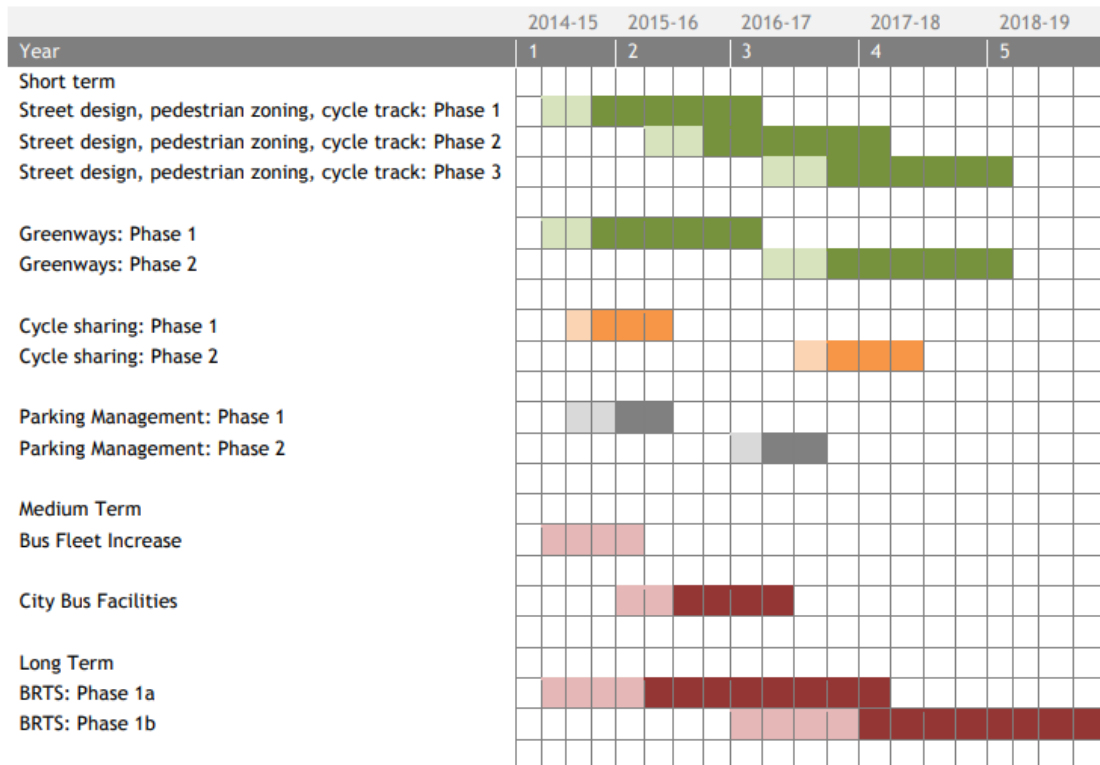 2014-15 2015-16 2016-17 2017-18 2018-19
Year 1 2 3 4 5
Short term
Street design, pedestrian zoning, cycle track: Phase 1
Street design, pedestrian zoning, cycle track: Phase 2
Street design, pedestrian zoning, cycle track: Phase 3
Greenways: Phase 1
Greenways: Phase 2
Cycle sharing: Phase 1
Cycle sharing: Phase 2
Parking Management: Phase 1
Parking Management: Phase 2
Medium Term
Bus Fleet Increase
City Bus Facilities
Long Term
BRTS: Phase 1a
BRTS: Phase 1b